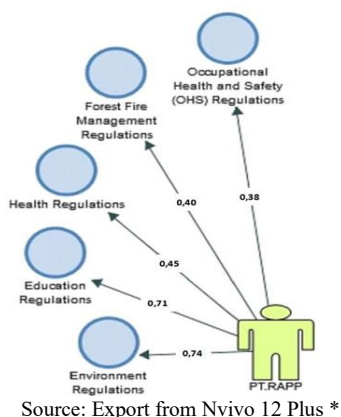 Occupational
Health and Safety
(OHS) Regulations
Forest Fire
Management
Regulations
0,38
0,40
Health Regulations
0,45
Education
Regulations
0,71
0,74
Environment
Regulations
PT.RAPP
Source: Export from Nvivo 12 Plus *